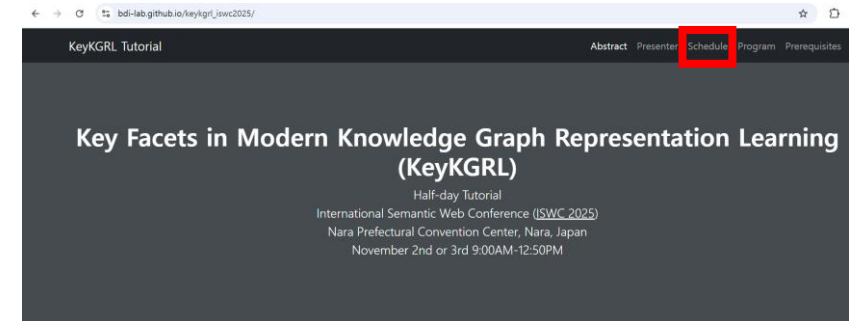 bdi-lab.github.io/keykgrl_iswc2025/
KeyKGRL Tutorial
Abstract Presenter Schedule Program Prerequisites
Key Facets in Modern Knowledge Graph Representation Learning
(KeyKGRL)
Half-day Tutorial
International Semantic Web Conference (ISWC 2025)
Nara Prefectural Convention Center, Nara, Japan
November 2nd or 3rd 9:00AM-12:50PM